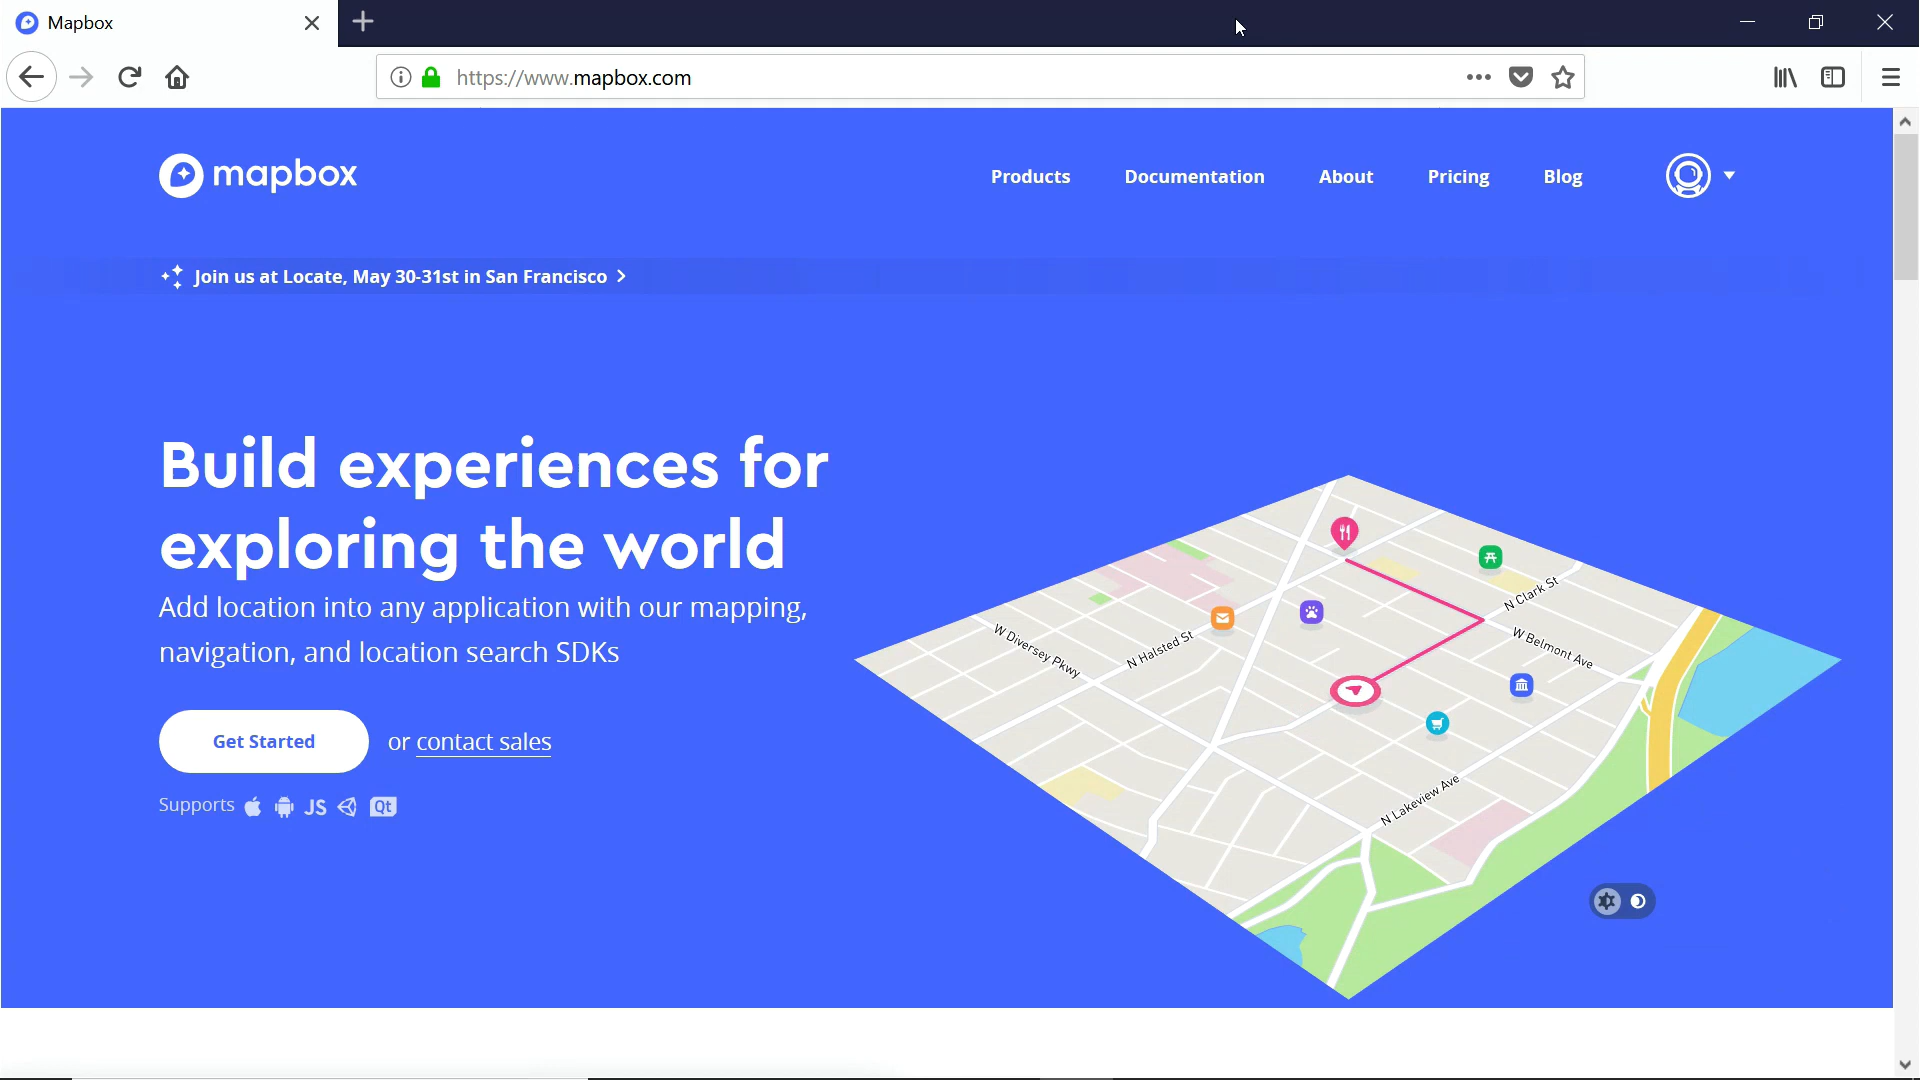 Mapbox
https://www.mapbox.com
mapbox
Products
Documentation
About
Pricing
Blog
Join us at Locate, May 30-31st in San Francisco
Build experiences for
exploring the world
Add location into any application with our mapping,
navigation, and location search SDKs
Get Started
or contact sales
Supports
JS
Qt
N Clark St
W Diversey Pkwy
N Halsted St
W Belmont Ave
N Lakeview Ave